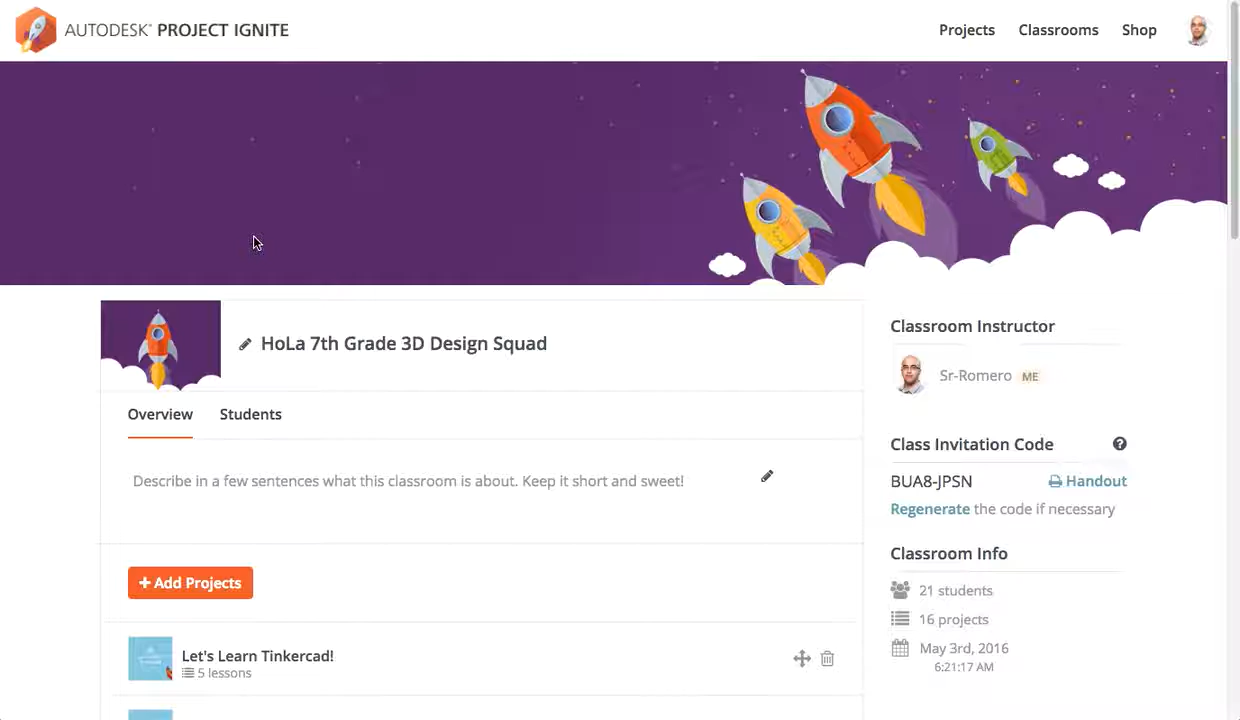 AUTODESK® PROJECT IGNITE
Projects Classrooms Shop
HoLa 7th Grade 3D Design Squad
Overview Students
Describe in a few sentences what this classroom is about. Keep it short and sweet!
+ Add Projects
Let's Learn Tinkercad!
5 lessons
Classroom Instructor
Sr-Romero ME
Class Invitation Code ?
BUA8-JPSN Handout
Regenerate the code if necessary
Classroom Info
21 students
16 projects
May 3rd, 2016
6:21:17 AM